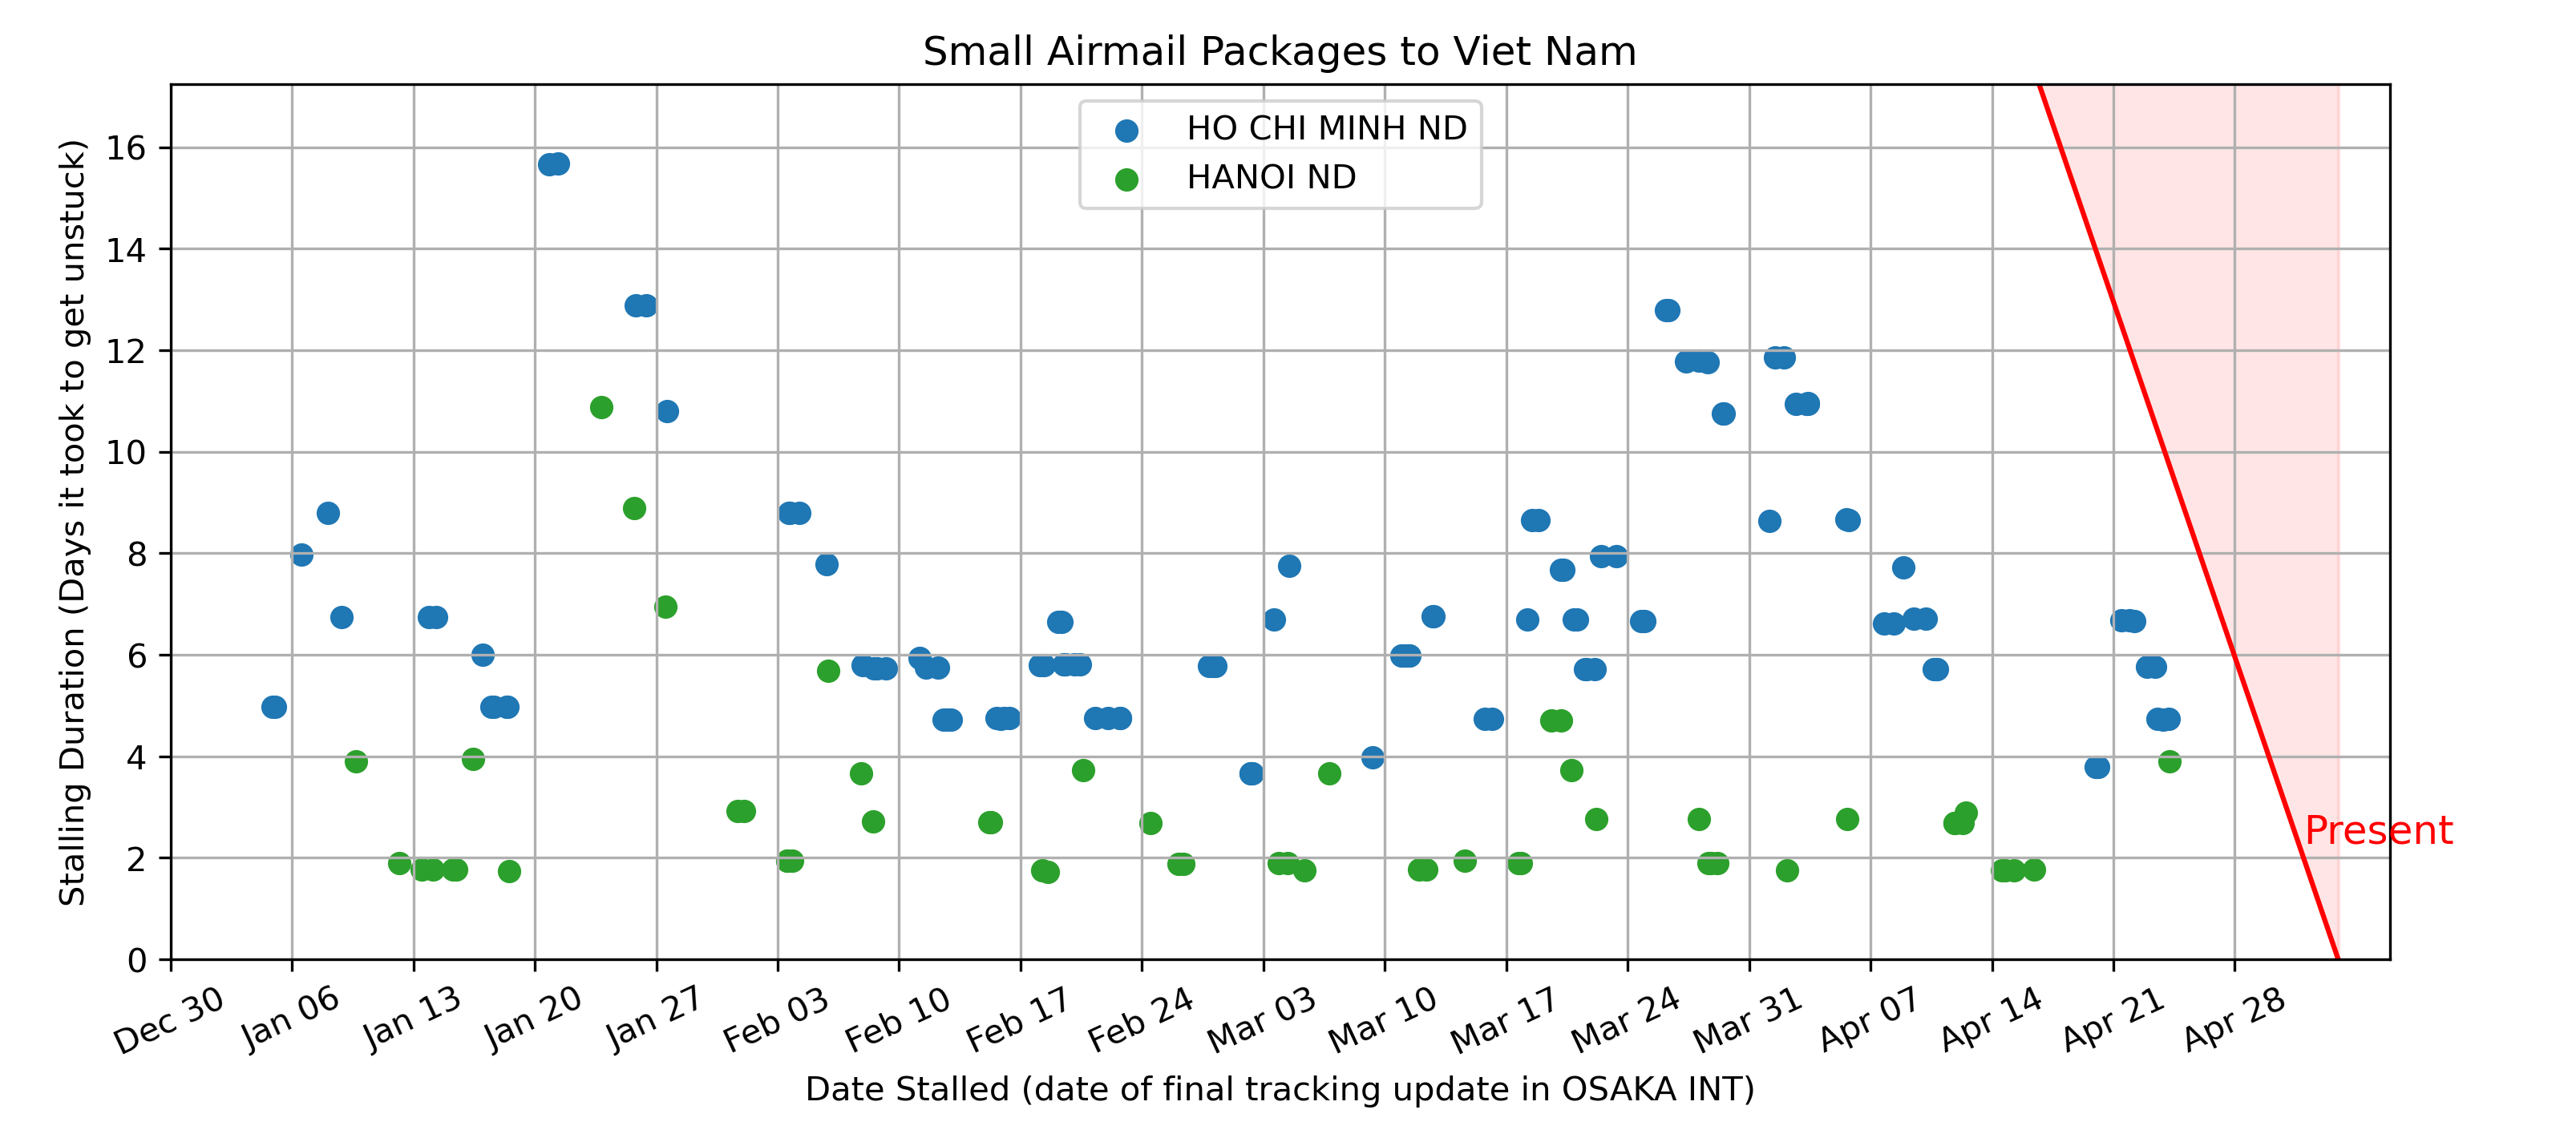 Small Airmail Packages to Viet Nam
HO CHI MINH ND
HANOI ND
Stalling Duration (Days it took to get unstuck)
16
14
12
10
8
6
4
2
0
Present
Dec 30
Jan 06
Jan 13
Jan 20
Jan 27
Feb 03
Feb 10
Feb 17
Feb 24
Mar 03
Mar 10
Mar 17
Mar 24
Mar 31
Apr 07
Apr 14
Apr 21
Apr 28
Date Stalled (date of final tracking update in OSAKA INT)